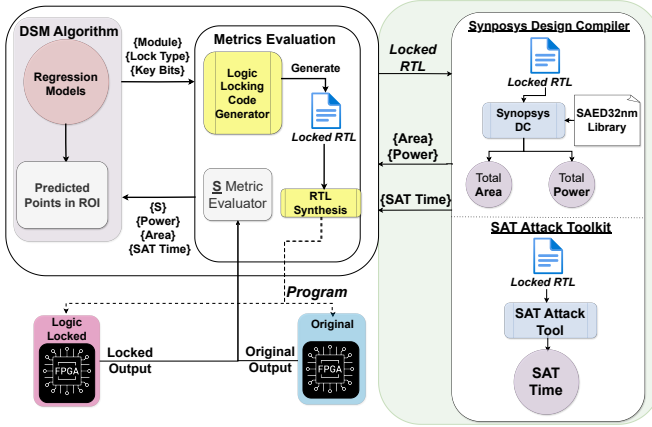 DSM Algorithm
Regression
Models
Predicted
Points in ROI
{Module}
{Lock Type}
{Key Bits}
{S}
{Power}
{Area}
{SAT Time}
Metrics Evaluation
Logic
Locking
Code
Generator
Generate
Locked RTL
S Metric
Evaluator
RTL
Synthesis
Program
Logic
Locked
FPGA
Locked
Output
Original
Output
Original
FPGA
Locked
RTL
{Area}
{Power}
{SAT Time}
Synposys Design Compiler
Locked RTL
Synopsys
DC
SAED32nm
Library
Total
Area
Total
Power
SAT Attack Toolkit
Locked RTL
SAT Attack
Tool
SAT
Time